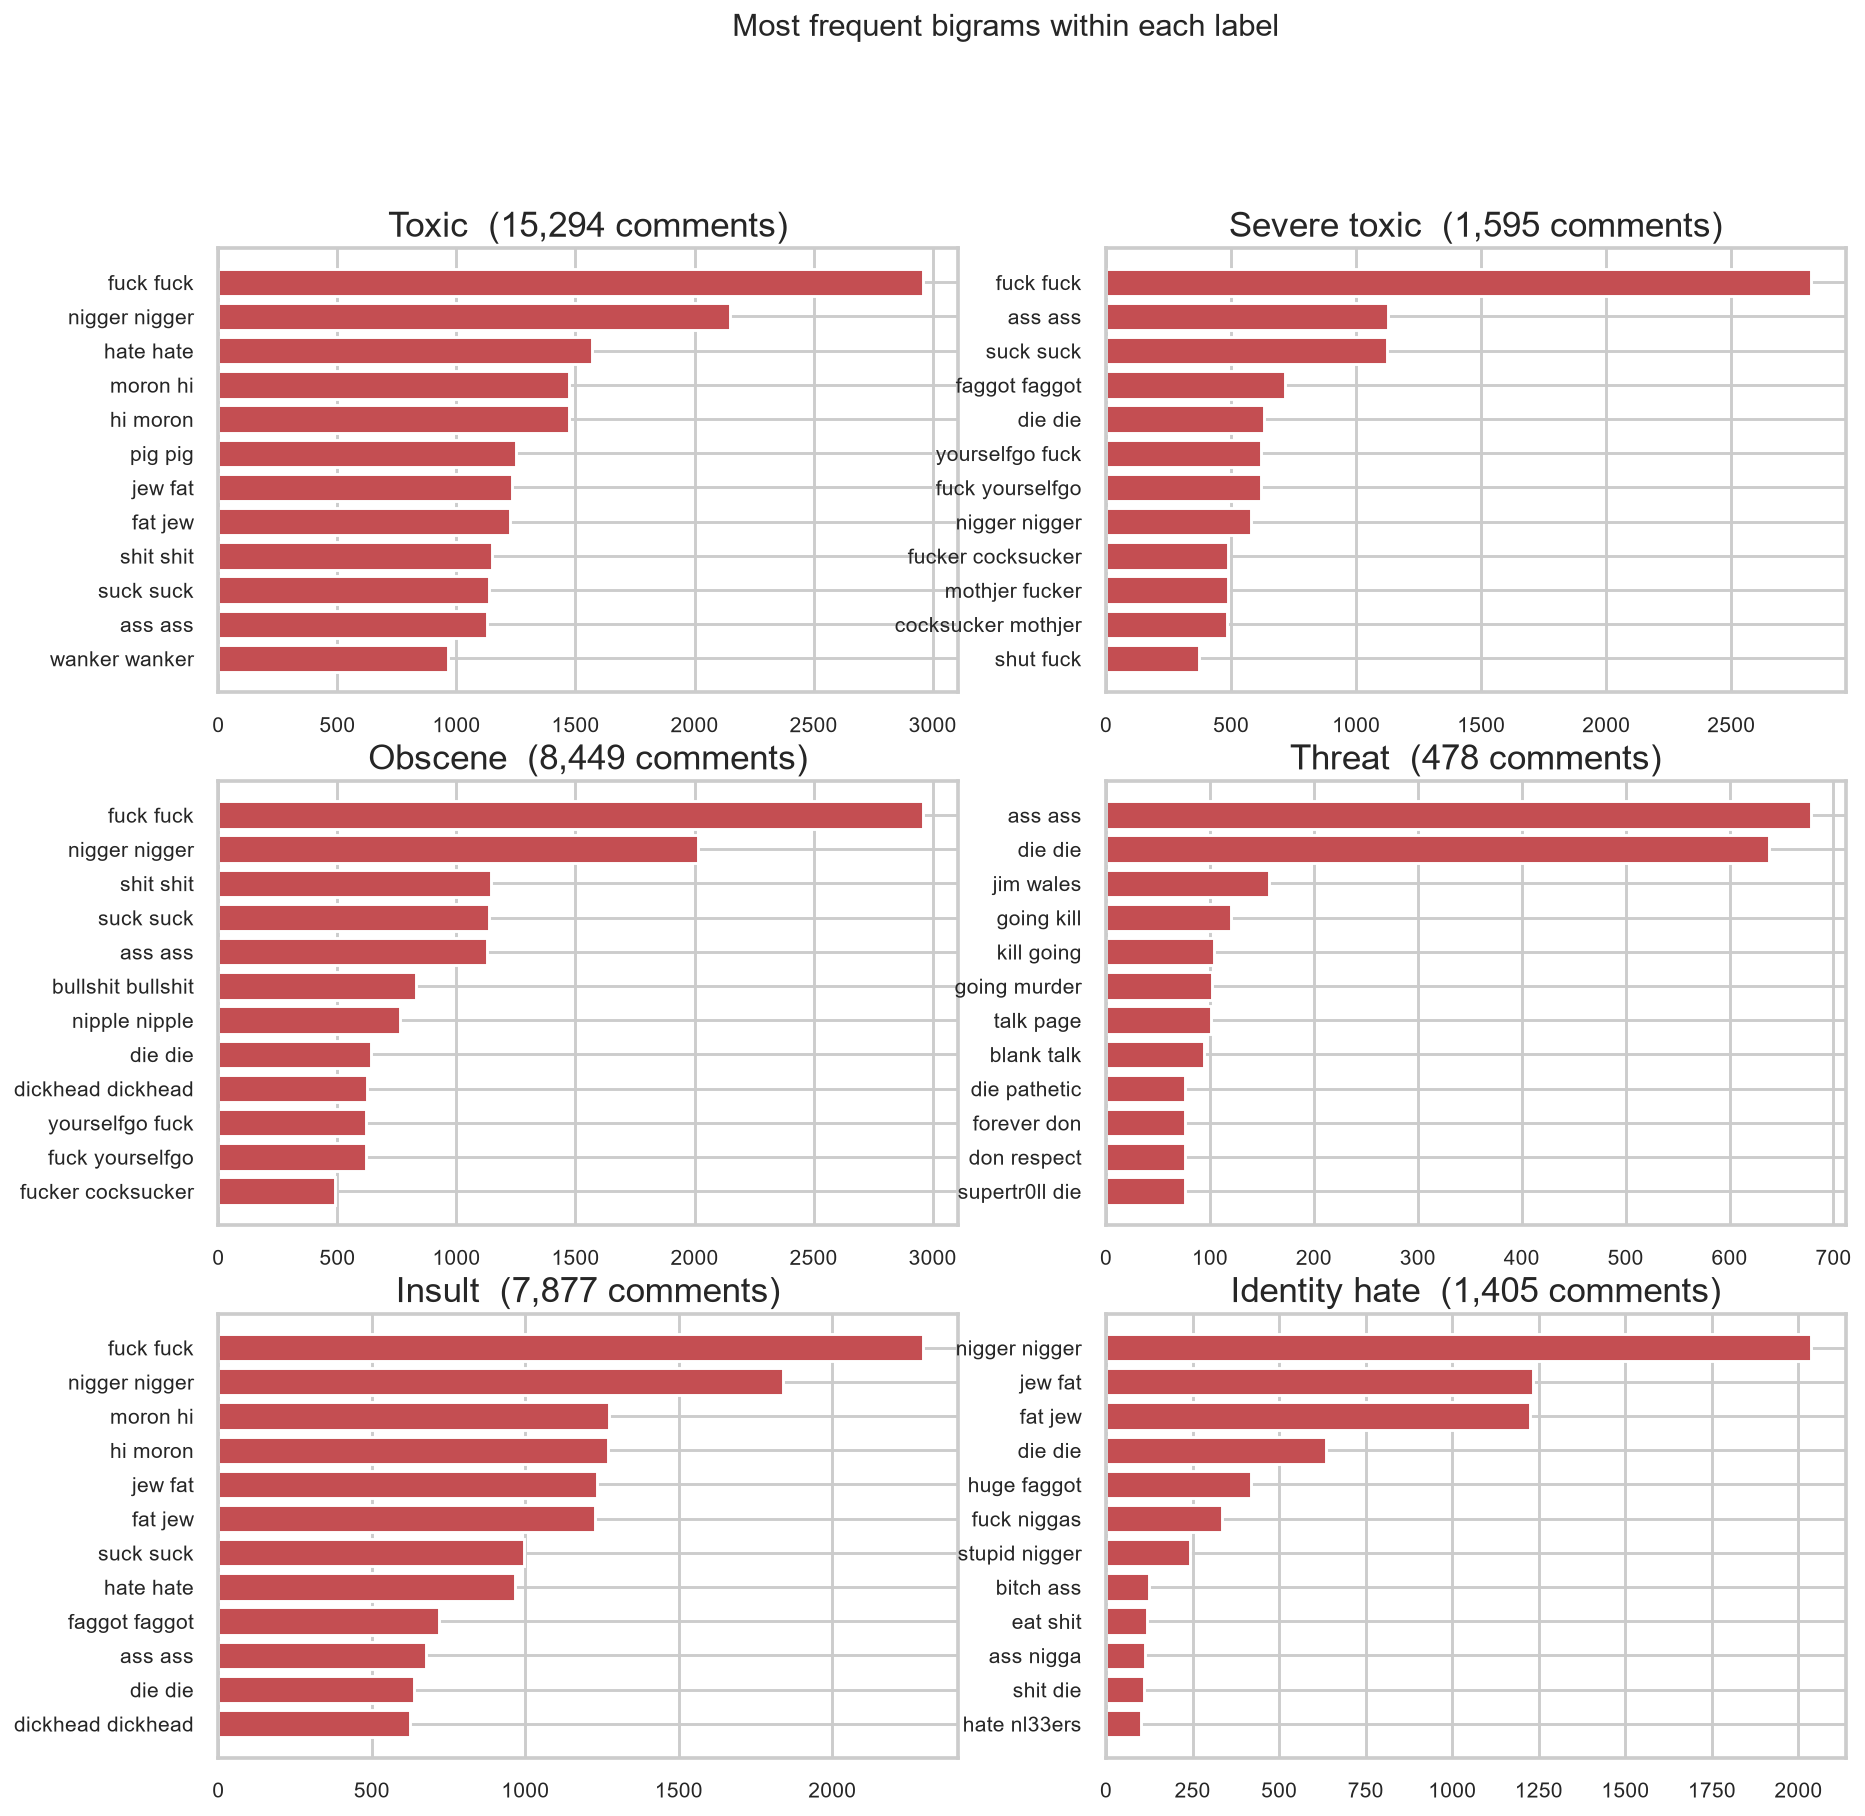 Most frequent bigrams within each label
Toxic (15,294 comments)
fuck fuck
nigger nigger
hate hate
moron hi
hi moron
pig pig
jew fat
fat jew
shit shit
suck suck
ass ass
wanker wanker
0 500 1000 1500 2000 2500 3000
Severe toxic (1,595 comments)
fuck fuck
ass ass
suck suck
faggot faggot
die die
yourselfgo fuck
fuck yourselfgo
nigger nigger
fucker cocksucker
mothjer fucker
cocksucker mothjer
shut fuck
0 500 1000 1500 2000 2500
Obscene (8,449 comments)
fuck fuck
nigger nigger
shit shit
suck suck
ass ass
bullshit bullshit
nipple nipple
die die
dickhead dickhead
yourselfgo fuck
fuck yourselfgo
fucker cocksucker
0 500 1000 1500 2000 2500 3000
Threat (478 comments)
ass ass
die die
jim wales
going kill
kill going
going murder
talk page
blank talk
die pathetic
forever don
don respect
supertr0ll die
0 100 200 300 400 500 600 700
Insult (7,877 comments)
fuck fuck
nigger nigger
moron hi
hi moron
jew fat
fat jew
suck suck
hate hate
faggot faggot
ass ass
die die
dickhead dickhead
0 500 1000 1500 2000
Identity hate (1,405 comments)
nigger nigger
jew fat
fat jew
die die
huge faggot
fuck niggas
stupid nigger
bitch ass
eat shit
ass nigga
shit die
hate nl33ers
0 250 500 750 1000 1250 1500 1750 2000